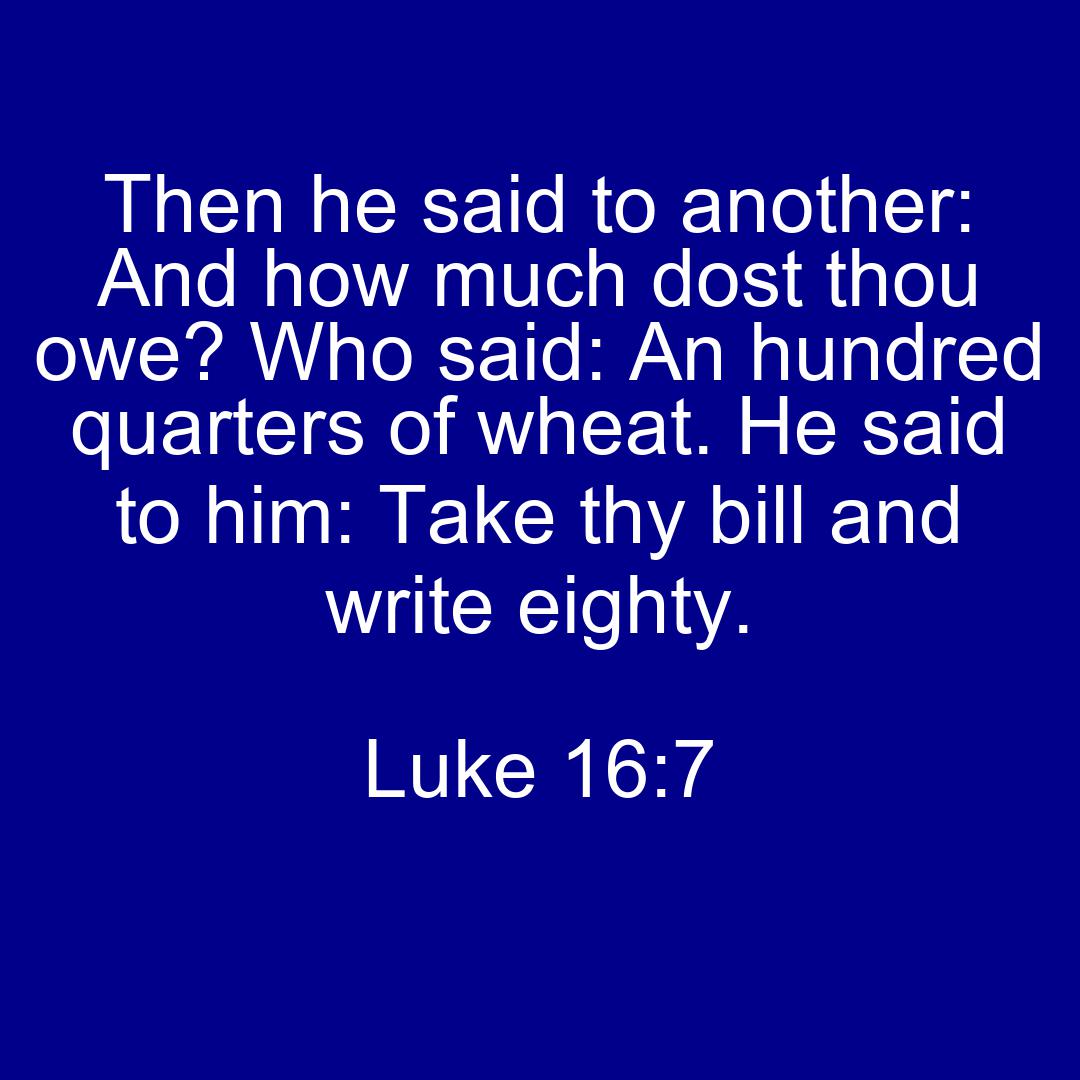 Then he said to another:
And how much dost thou
owe? Who said: An hundred
quarters of wheat. He said
to him: Take thy bill and
write eighty.
Luke 16:7